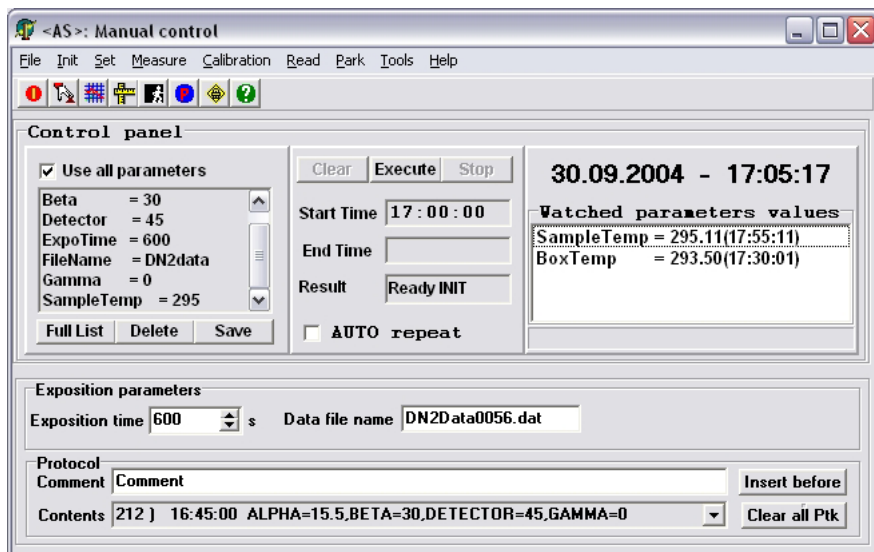 <AS>: Manual control
File Init Set Measure Calibration Read Park Tools Help
Control panel
Use all parameters
Beta = 30
Detector = 45
ExpoTime = 600
FileName = DN2data
Gamma = 0
SampleTemp = 295
Full List Delete Save
Clear Execute Stop
Start Time 17:00:00
End Time
Result Ready INIT
AUTO repeat
30.09.2004 - 17:05:17
Watched parameters values
SampleTemp = 295.11(17:55:11)
BoxTemp = 293.50(17:30:01)
Exposition parameters
Exposition time 600 s Data file name DN2Data0056.dat
Protocol
Comment Comment Insert before
Contents 212 ) 16:45:00 ALPHA=15.5,BETA=30,DETECTOR=45,GAMMA=0 Clear all Ptk